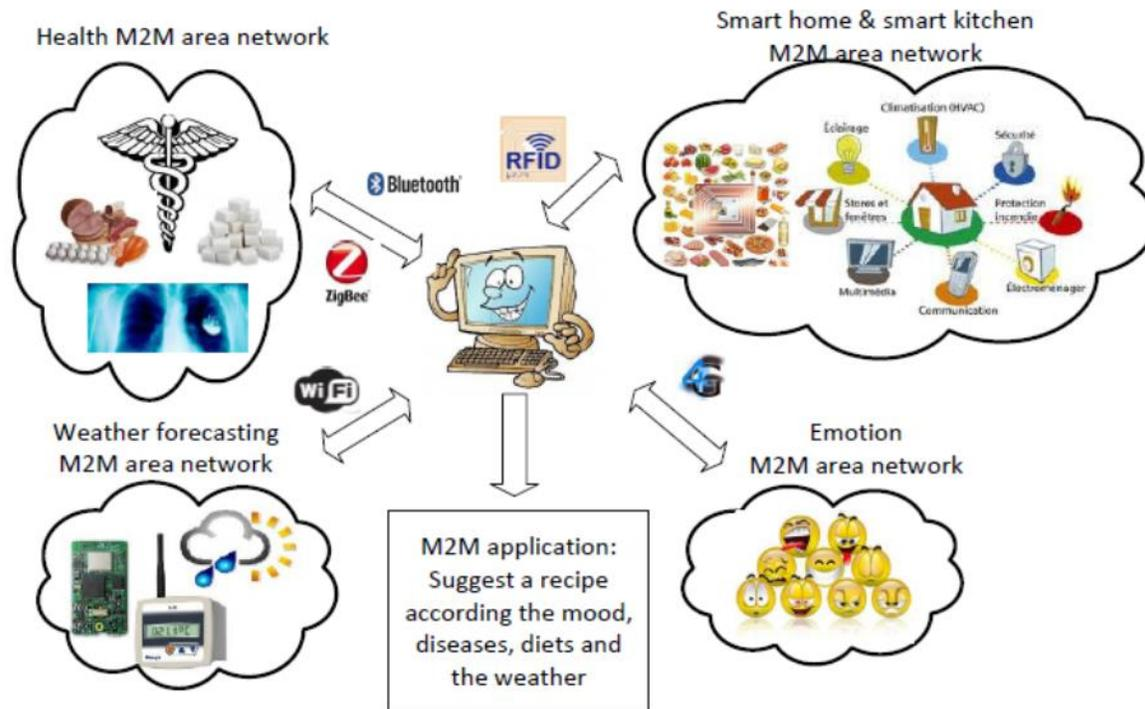 Health M2M area network
Smart home & smart kitchen
M2M area network
Climatisation (HVAC)
Éclairage
Sécurité
RFID
Bluetooth
Stores et
fenêtres
Protection
Incendie
ZigBee
Multimédia
Électroménager
Communication
Wi Fi
4G
Weather forecasting
M2M area network
Emotion
M2M area network
M2M application:
Suggest a recipe
according the mood,
diseases, diets and
the weather